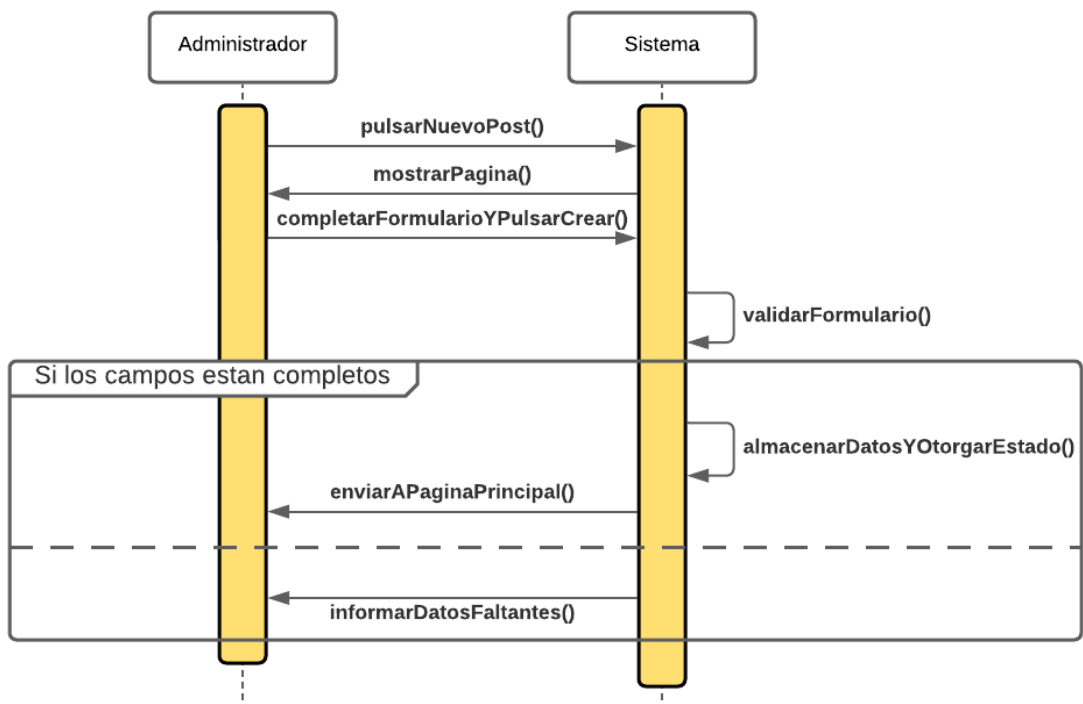 Administrador
Sistema
pulsarNuevoPost()
mostrarPagina()
completarFormularioYPulsarCrear()
validarFormulario()
Si los campos estan completos
almacenarDatosYOtorgarEstado()
enviarAPaginaPrincipal()
informarDatosFaltantes()